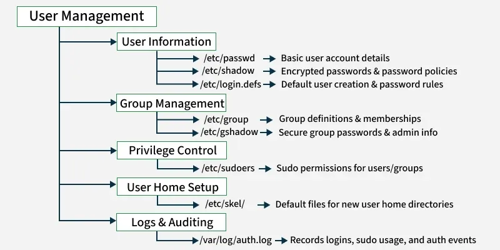 User Management
User Information
/etc/passwd Basic user account details
/etc/shadow Encrypted passwords & password policies
/etc/login.defs Default user creation & password rules
Group Management
/etc/group Group definitions & memberships
/etc/gshadow Secure group passwords & admin info
Privilege Control
/etc/sudoers Sudo permissions for users/groups
User Home Setup
/etc/skel/ Default files for new user home directories
Logs & Auditing
/var/log/auth.log Records logins, sudo usage, and auth events